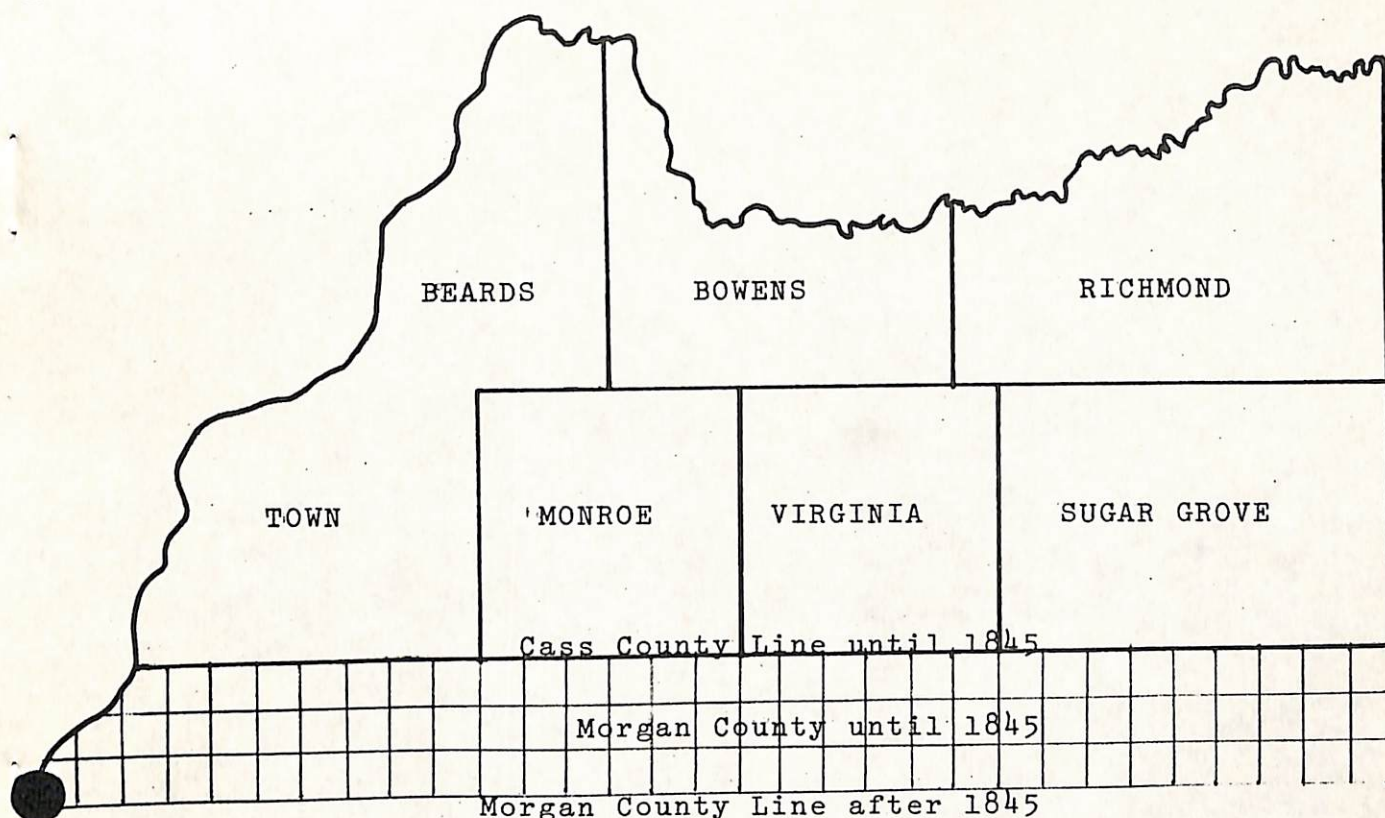 BEARDS BOWENS RICHMOND
TOWN MONROE VIRGINIA SUGAR GROVE
Cass County Line until 1845
Morgan County until 1845
Morgan County Line after 1845